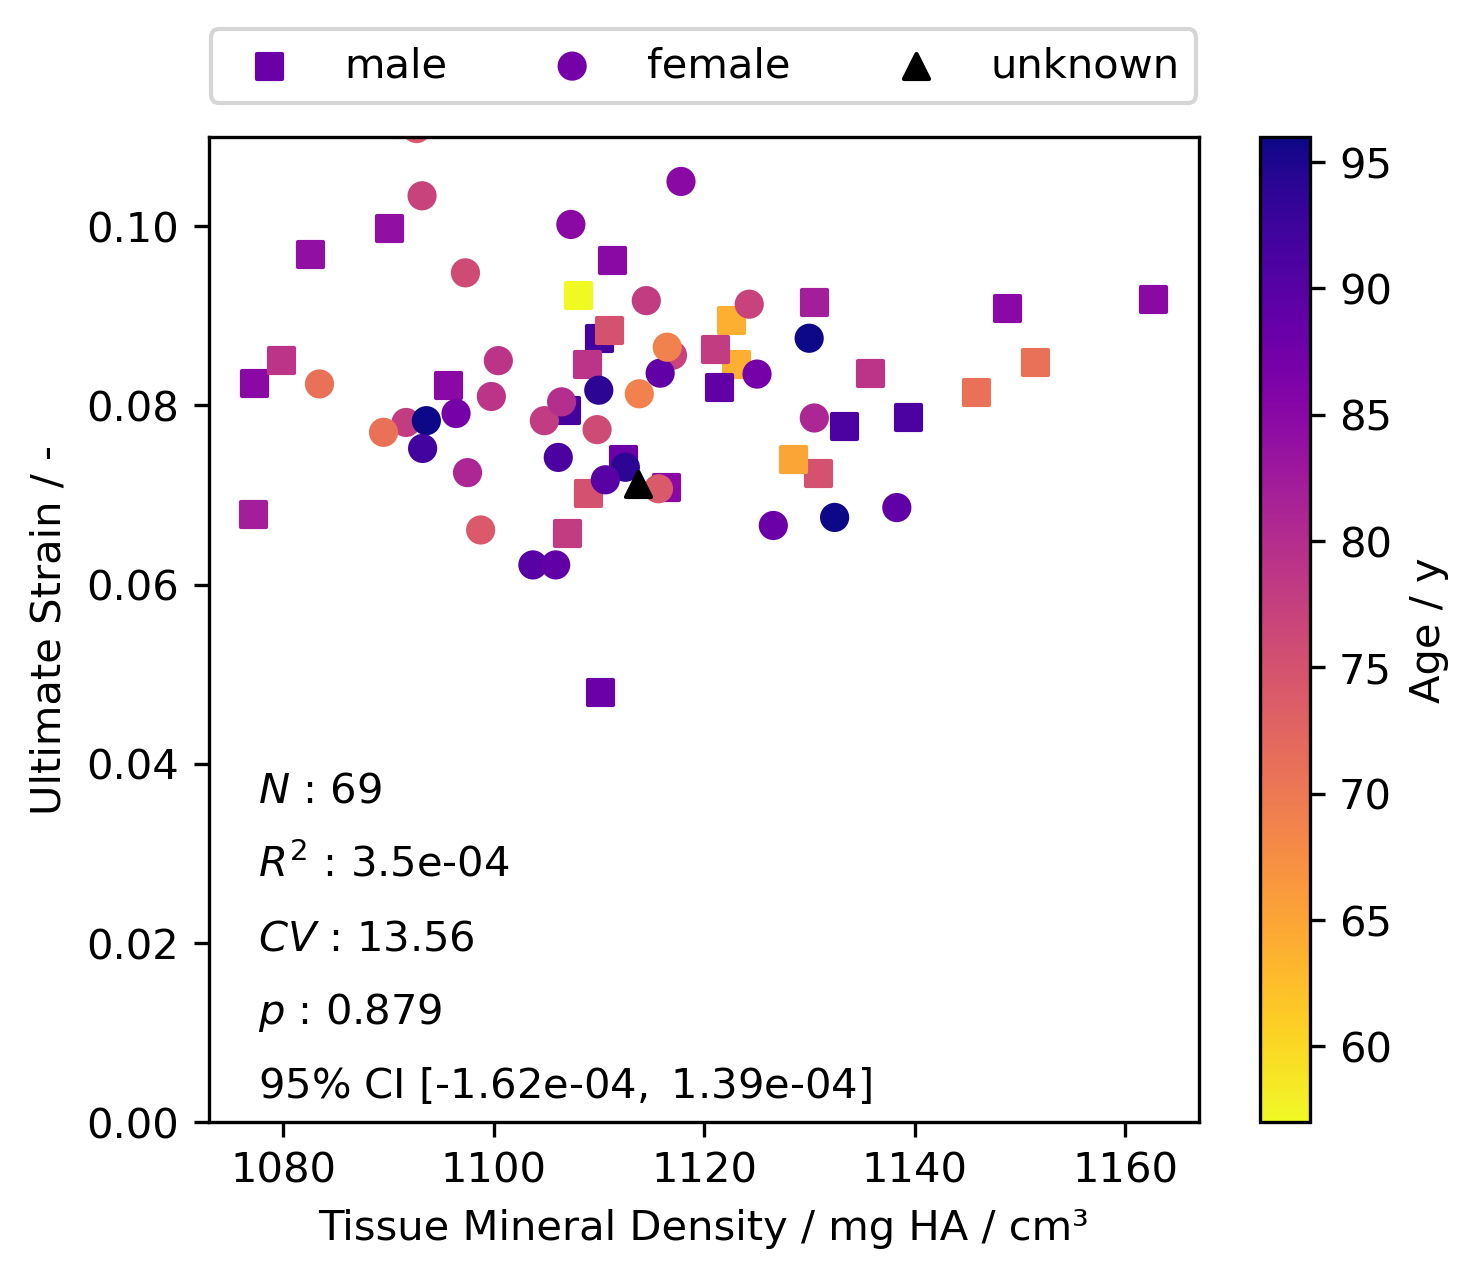 male female unknown
0.10
0.08
0.06
0.04
0.02
0.00
Ultimate Strain / -
N : 69
R² : 3.5e-04
CV : 13.56
p : 0.879
95% CI [-1.62e-04, 1.39e-04]
1080 1100 1120 1140 1160
Tissue Mineral Density / mg HA / cm³
95
90
85
80
75
70
65
60
Age / y